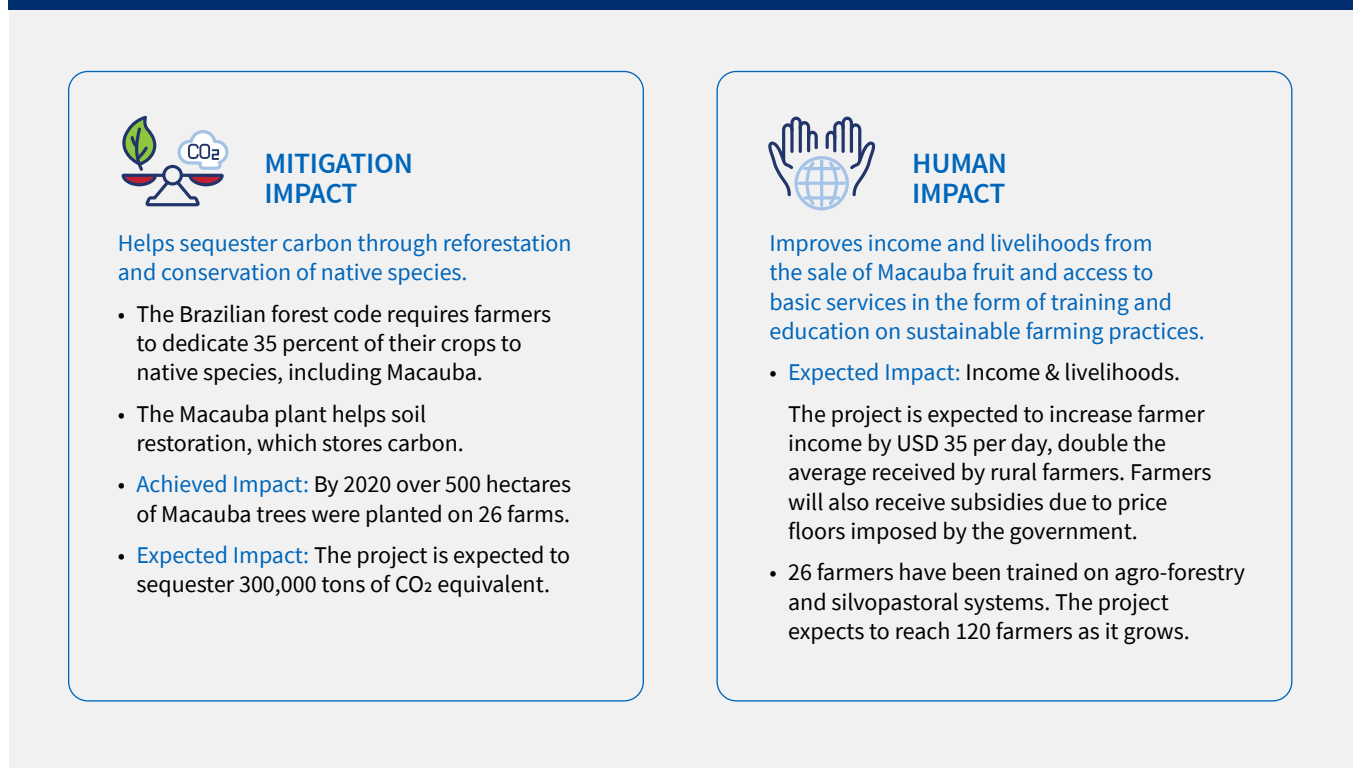 CO2
MITIGATION
IMPACT
Helps sequester carbon through reforestation
and conservation of native species.
• The Brazilian forest code requires farmers
to dedicate 35 percent of their crops to
native species, including Macauba.
• The Macauba plant helps soil
restoration, which stores carbon.
• Achieved Impact: By 2020 over 500 hectares
of Macauba trees were planted on 26 farms.
• Expected Impact: The project is expected to
sequester 300,000 tons of CO₂ equivalent.
HUMAN
IMPACT
Improves income and livelihoods from
the sale of Macauba fruit and access to
basic services in the form of training and
education on sustainable farming practices.
• Expected Impact: Income & livelihoods.
The project is expected to increase farmer
income by USD 35 per day, double the
average received by rural farmers. Farmers
will also receive subsidies due to price
floors imposed by the government.
• 26 farmers have been trained on agro-forestry
and silvopastoral systems. The project
expects to reach 120 farmers as it grows.